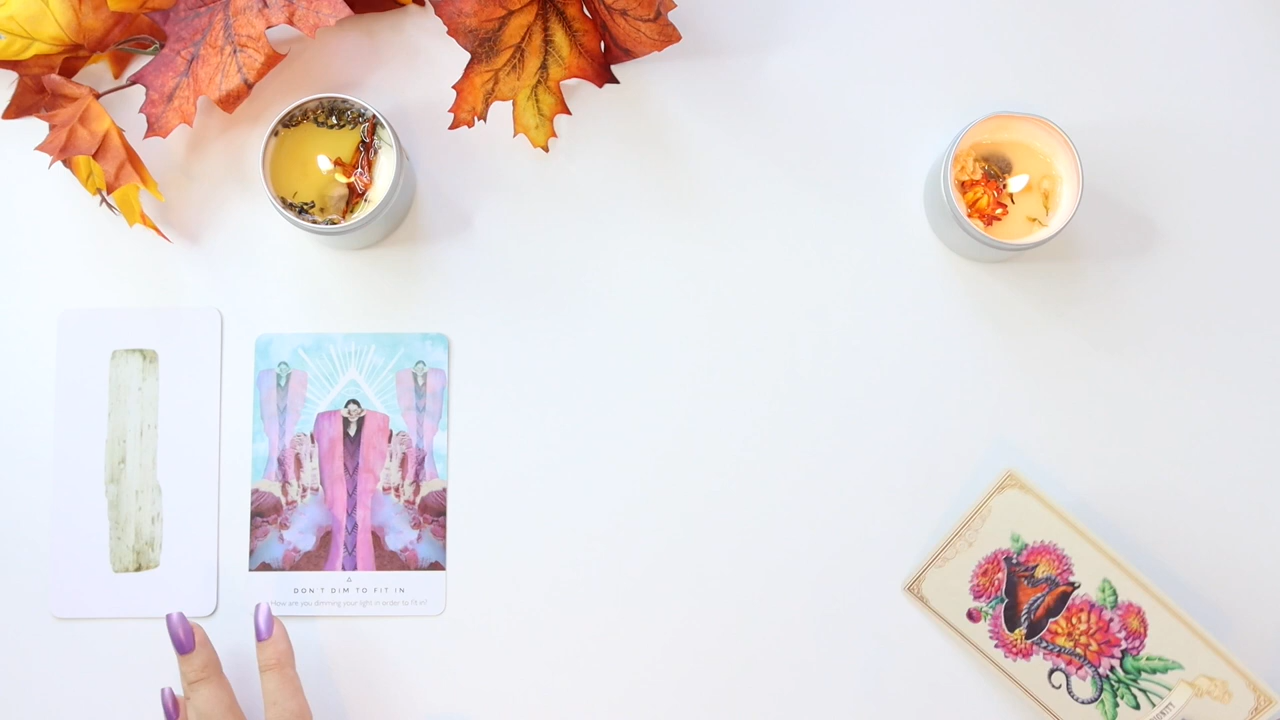 DON'T DIM TO FIT IN
How are you dimming your light in order to fit in?